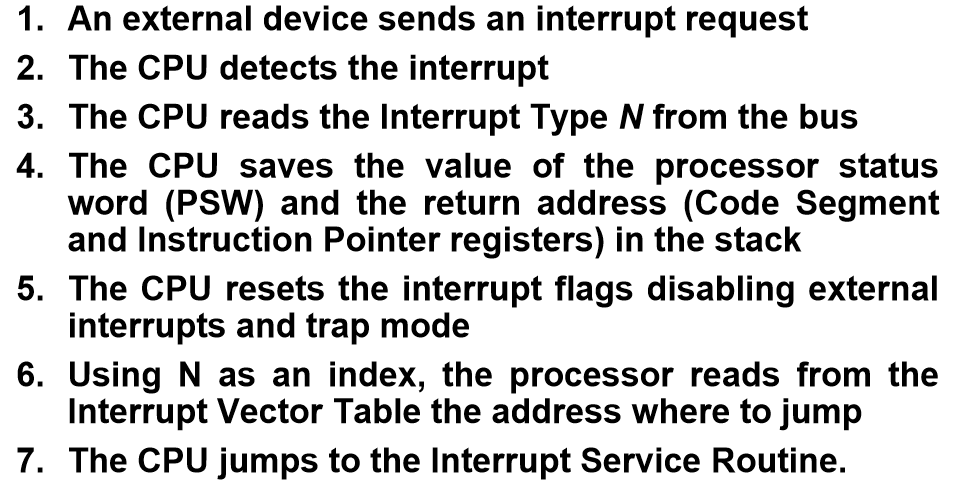 1. An external device sends an interrupt request
2. The CPU detects the interrupt
3. The CPU reads the Interrupt Type N from the bus
4. The CPU saves the value of the processor status
word (PSW) and the return address (Code Segment
and Instruction Pointer registers) in the stack
5. The CPU resets the interrupt flags disabling external
interrupts and trap mode
6. Using N as an index, the processor reads from the
Interrupt Vector Table the address where to jump
7. The CPU jumps to the Interrupt Service Routine.